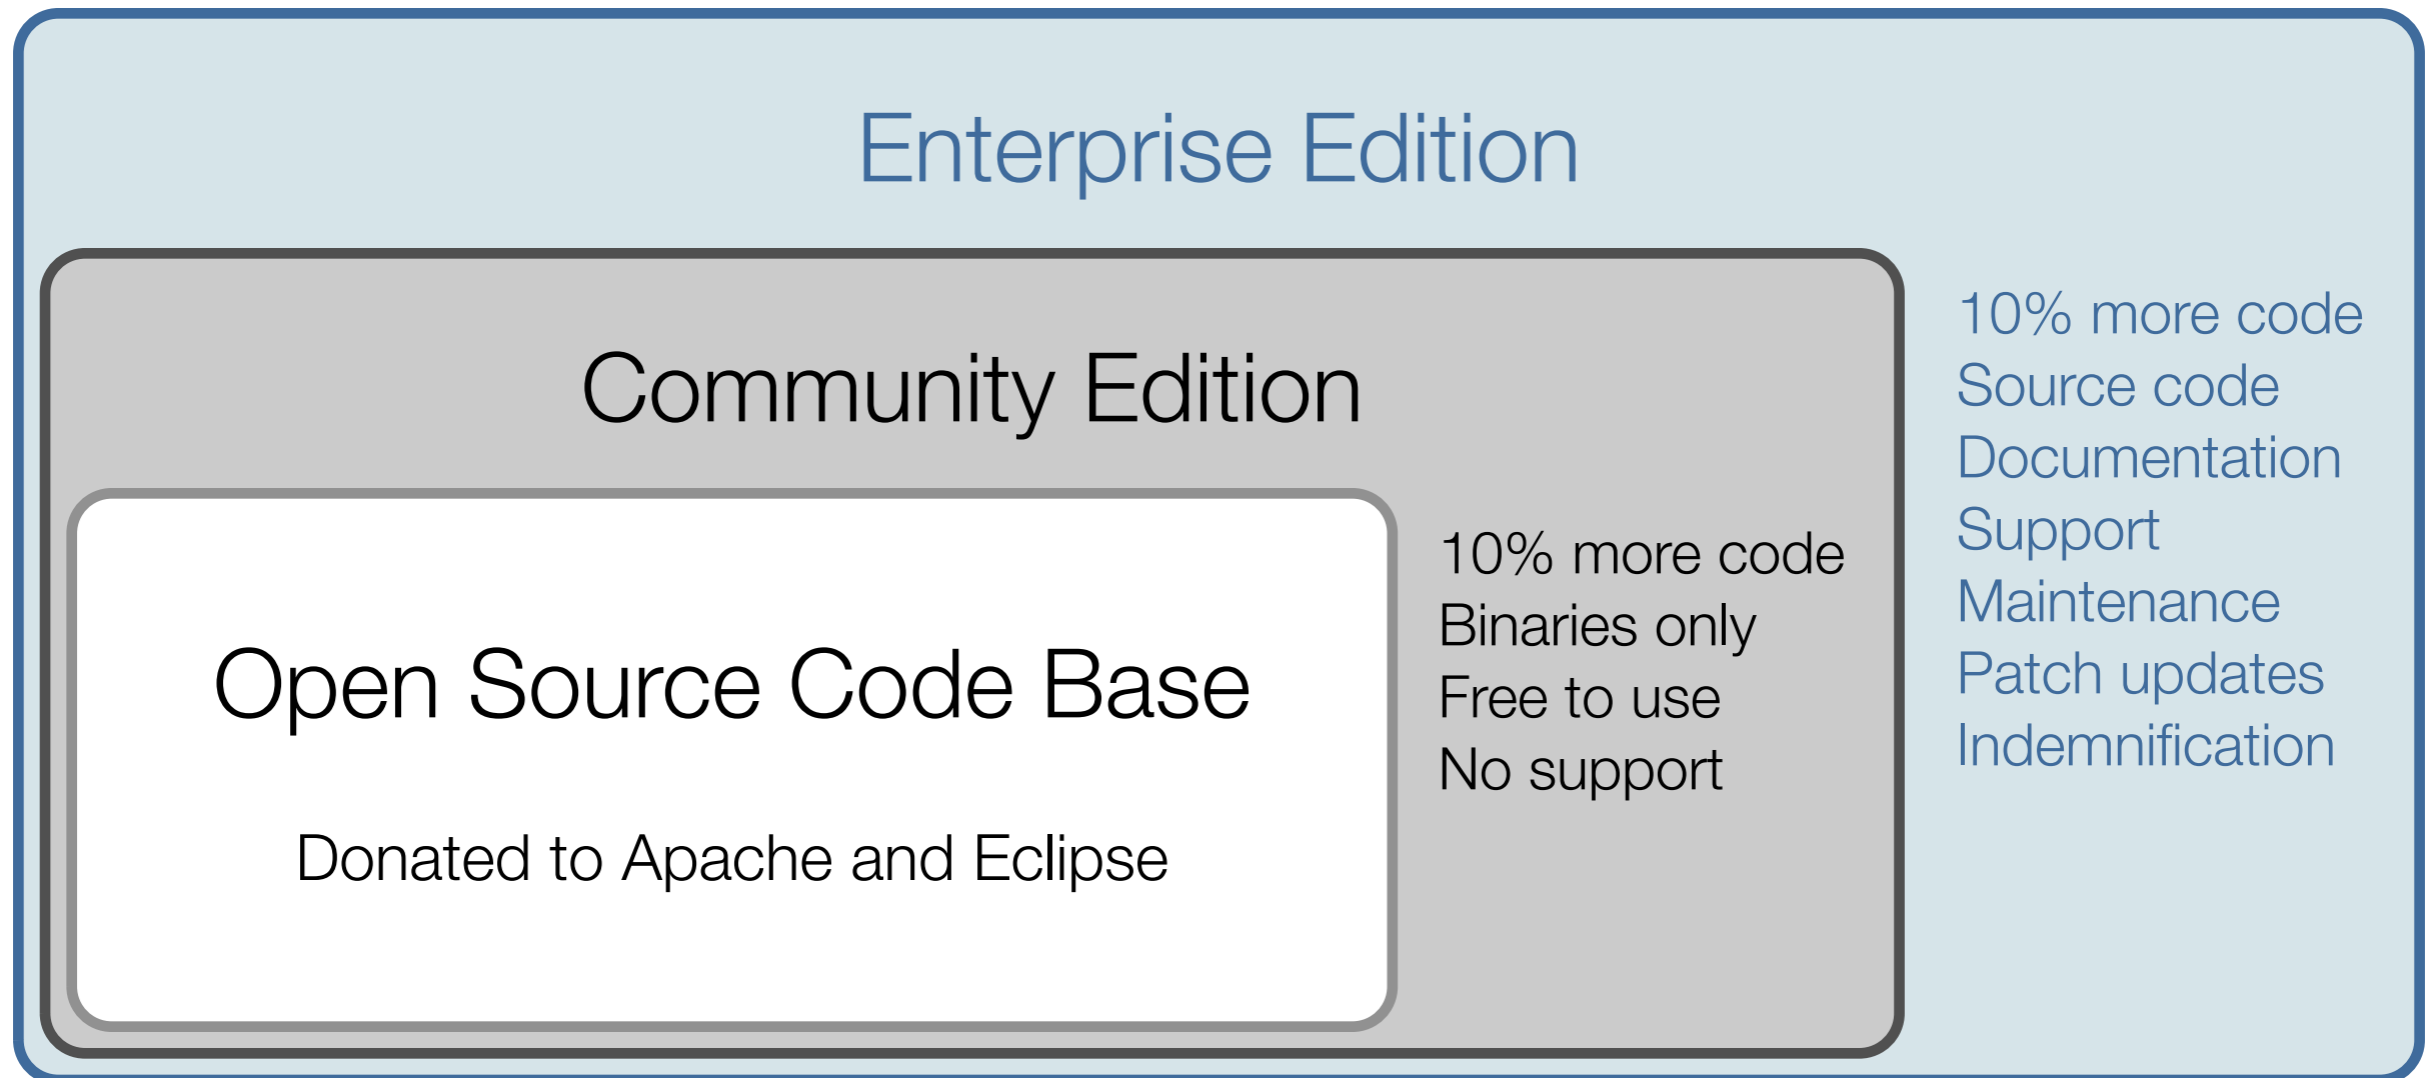 Enterprise Edition
Community Edition
Open Source Code Base
Donated to Apache and Eclipse
10% more code
Binaries only
Free to use
No support
10% more code
Source code
Documentation
Support
Maintenance
Patch updates
Indemnification